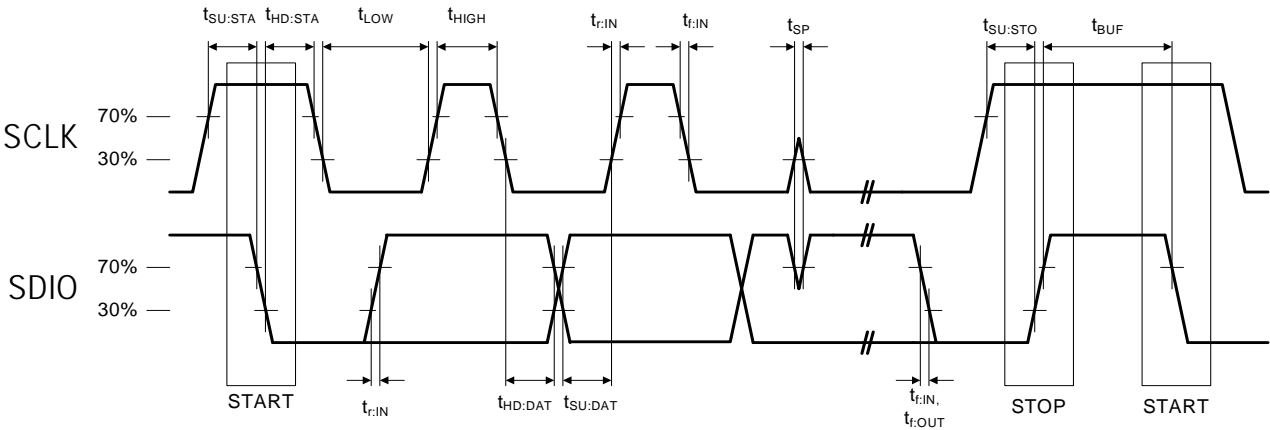 tSU:STA tHD:STA tLOW tHIGH tr:IN tf:IN tSP tSU:STO tBUF
SCLK
70%
30%
SDIO
70%
30%
START tr:IN tHD:DAT tSU:DAT tf:IN, tf:OUT STOP START